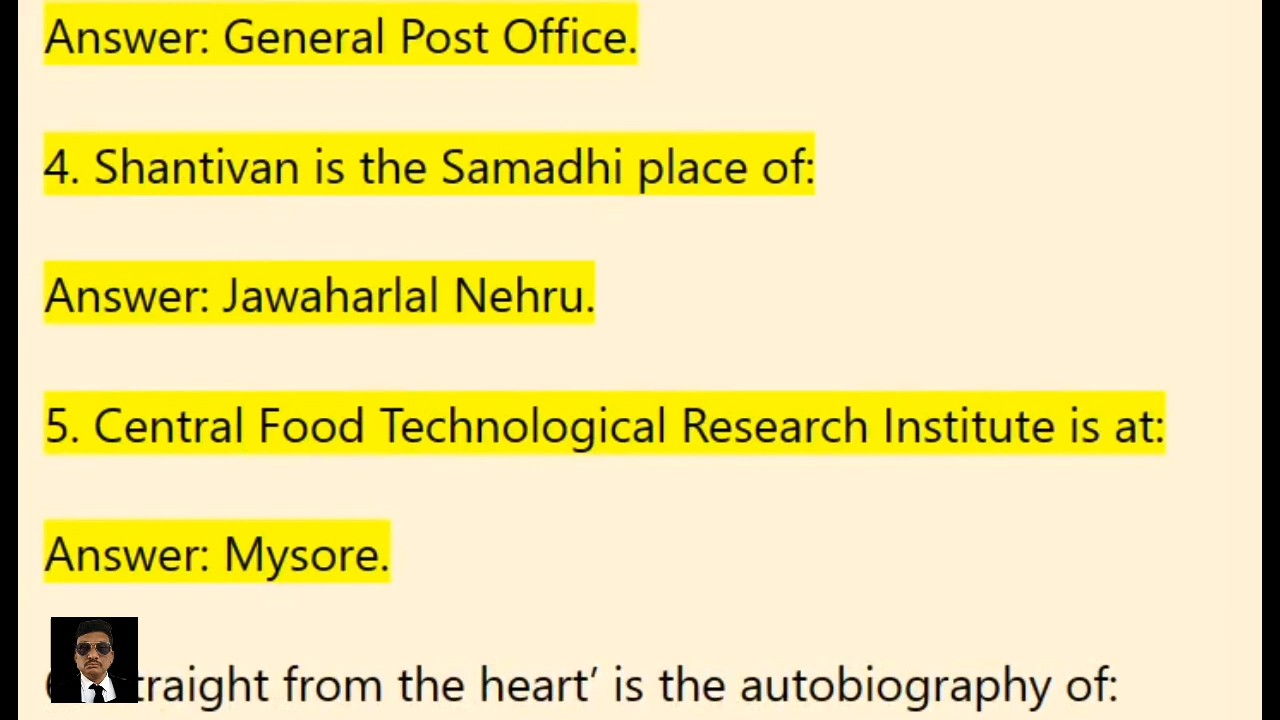 Answer: General Post Office.
4. Shantivan is the Samadhi place of:
Answer: Jawaharlal Nehru.
5. Central Food Technological Research Institute is at:
Answer: Mysore.
from the heart’ is the autobiography of: